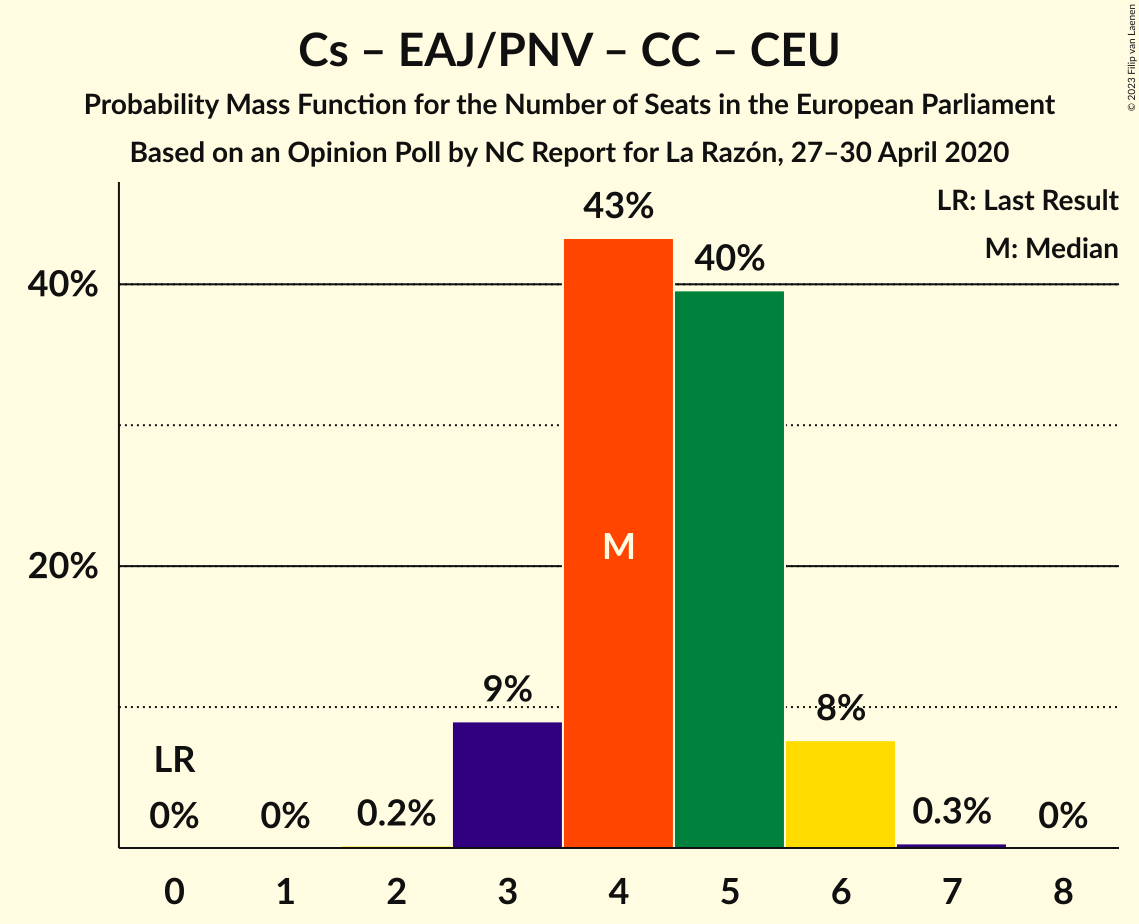 Cs – EAJ/PNV – CC – CEU
Probability Mass Function for the Number of Seats in the European Parliament
Based on an Opinion Poll by NC Report for La Razón, 27–30 April 2020
© 2023 Filip van Laenen
LR: Last Result
M: Median
43%
40%
40%
M
20%
9%
8%
LR
0%
0%
0.2%
0.3%
0%
0 1 2 3 4 5 6 7 8